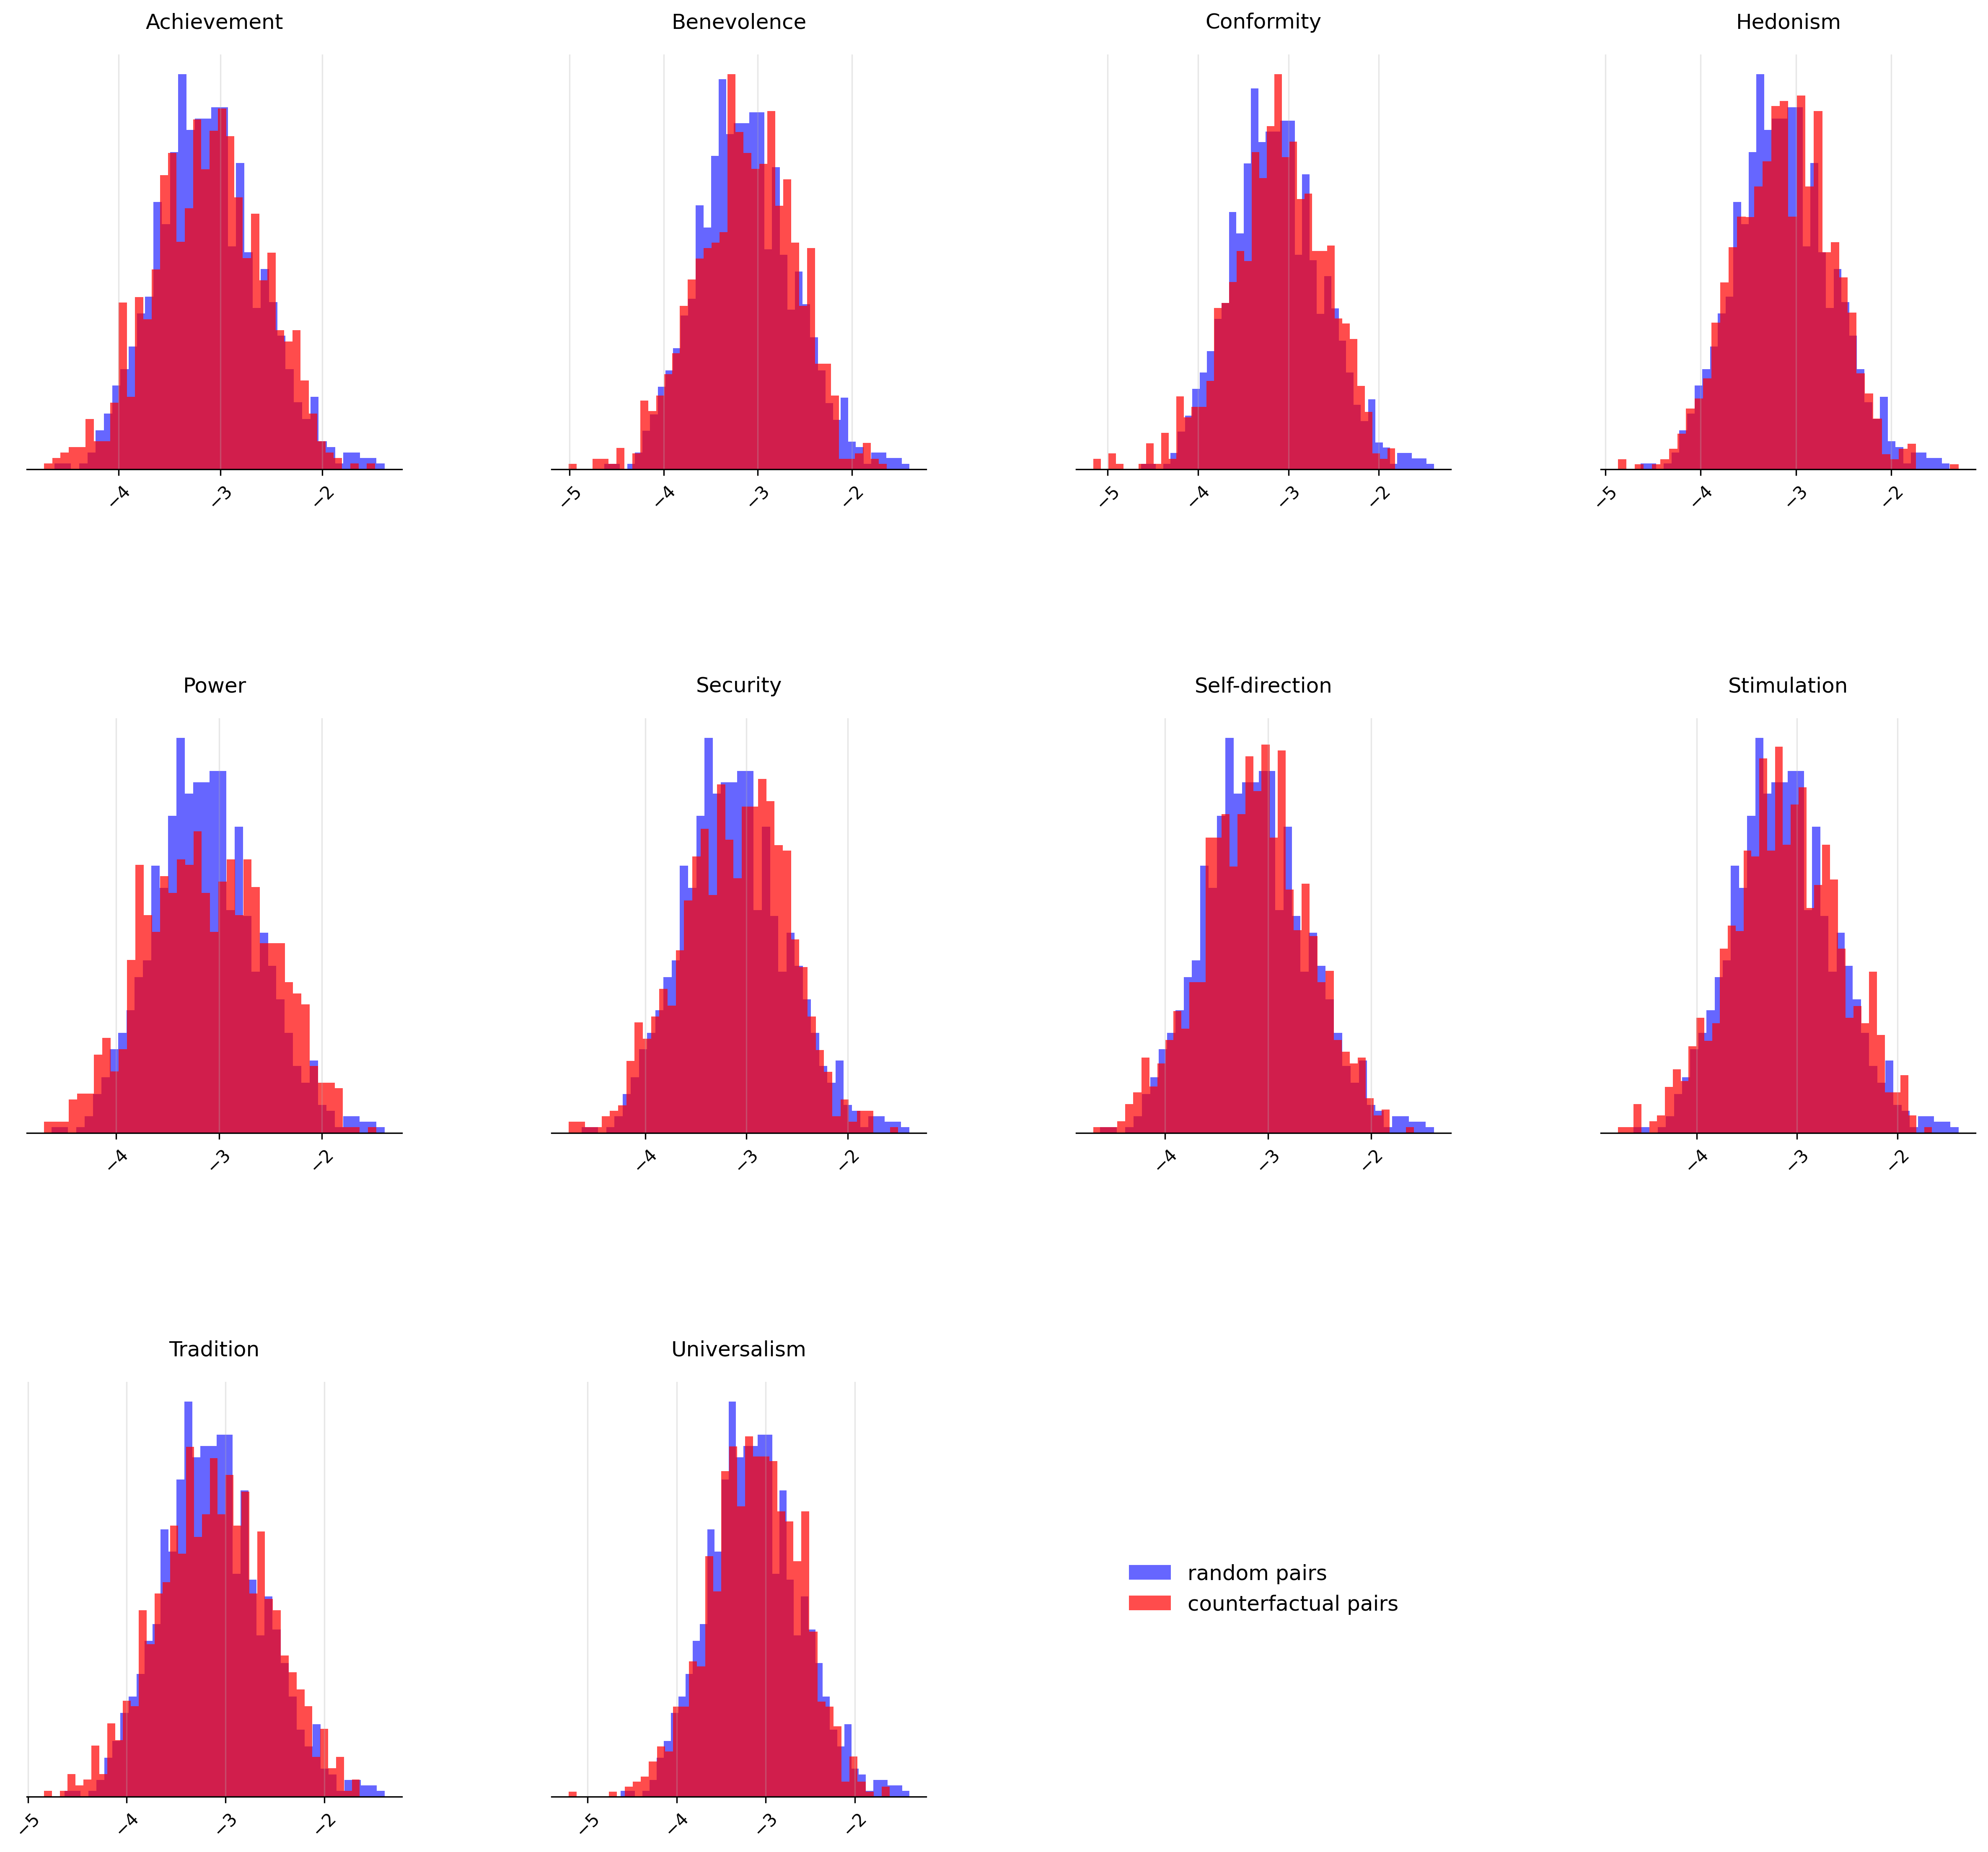 Achievement
Benevolence
Conformity
Hedonism
−4
−3
−2
−5
−4
−3
−2
−5
−4
−3
−2
−5
−4
−3
−2
Power
Security
Self-direction
Stimulation
−4
−3
−2
−4
−3
−2
−4
−3
−2
−4
−3
−2
Tradition
Universalism
random pairs
counterfactual pairs
−5
−4
−3
−2
−5
−4
−3
−2